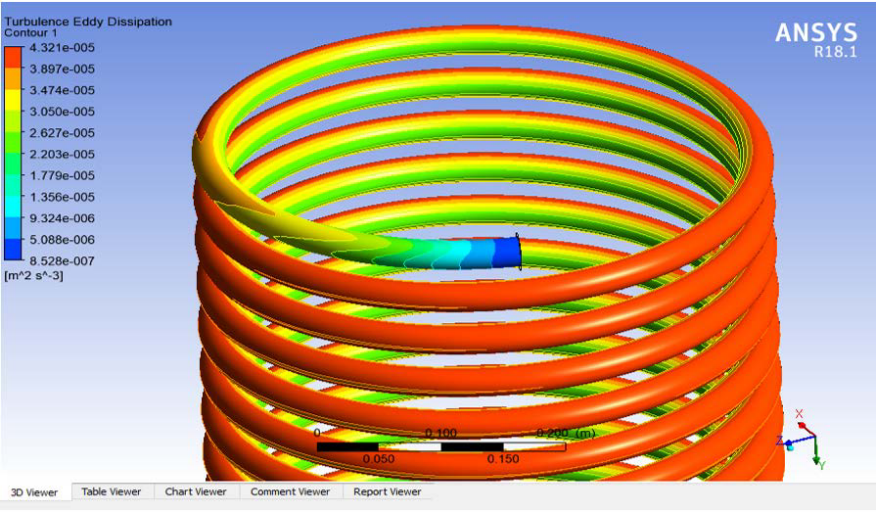 Turbulence Eddy Dissipation
Contour 1
4.321e-005
3.897e-005
3.474e-005
3.050e-005
2.627e-005
2.203e-005
1.779e-005
1.356e-005
9.324e-006
5.088e-006
8.528e-007
[m^2 s^-3]
ANSYS
R18.1
0 0.100 0.200 (m)
0.050 0.150
X
Z
Y
3D Viewer Table Viewer Chart Viewer Comment Viewer Report Viewer